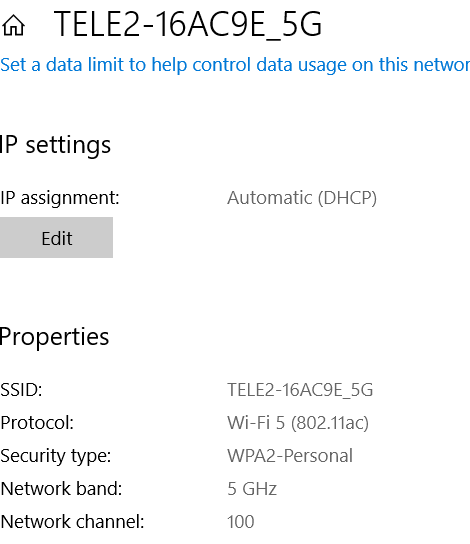 TELE2-16AC9E_5G
Set a data limit to help control data usage on this networ
IP settings
IP assignment: Automatic (DHCP)
Edit
Properties
SSID: TELE2-16AC9E_5G
Protocol: Wi-Fi 5 (802.11ac)
Security type: WPA2-Personal
Network band: 5 GHz
Network channel: 100